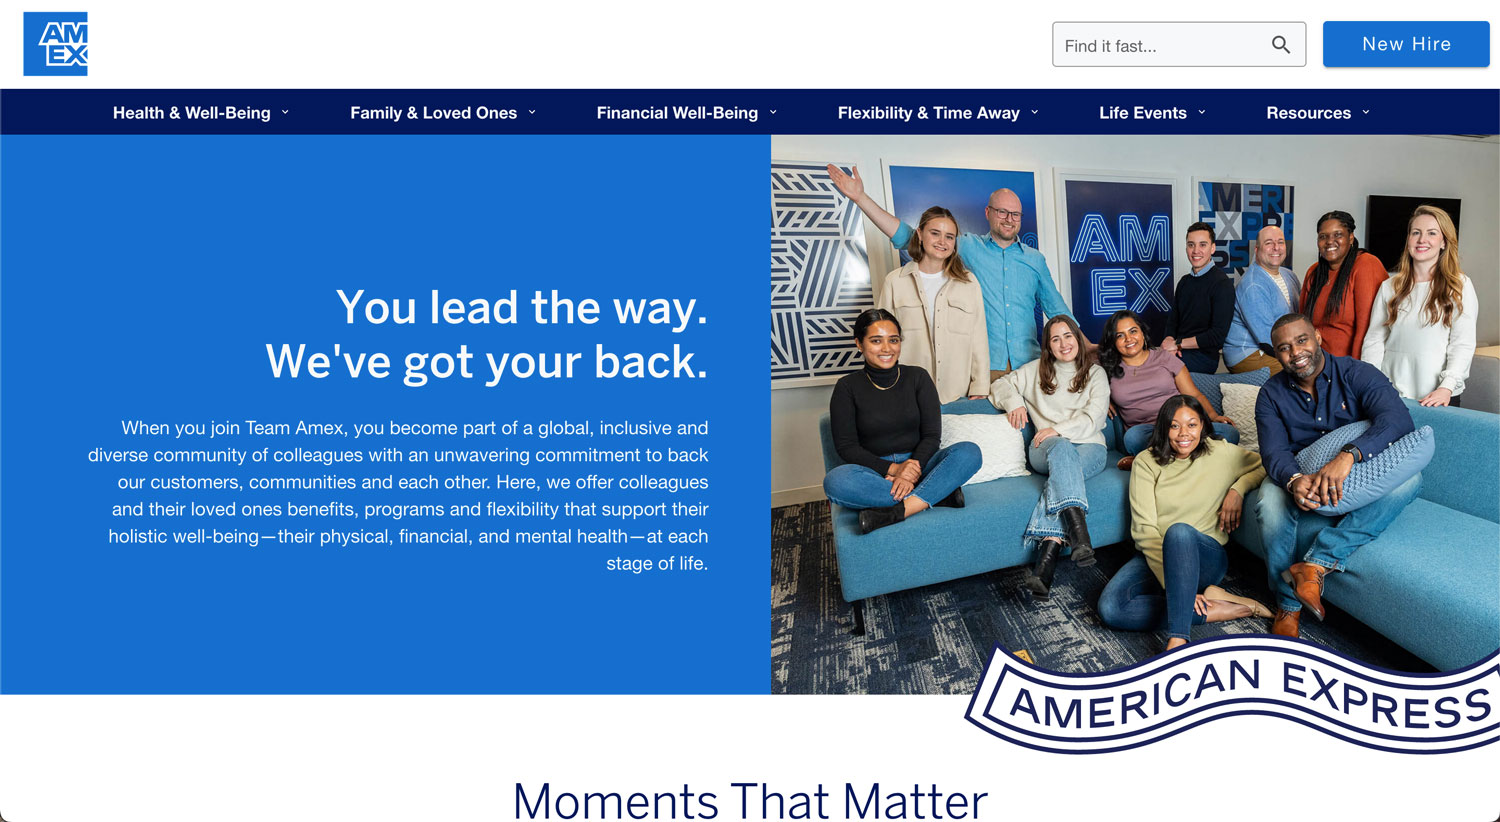 AM
EX
Find it fast...
New Hire
Health & Well-Being
Family & Loved Ones
Financial Well-Being
Flexibility & Time Away
Life Events
Resources
You lead the way.
We've got your back.
When you join Team Amex, you become part of a global, inclusive and
diverse community of colleagues with an unwavering commitment to back
our customers, communities and each other. Here, we offer colleagues
and their loved ones benefits, programs and flexibility that support their
holistic well-being—their physical, financial, and mental health—at each
stage of life.
AM
EX
AMERICAN EXPRESS
Moments That Matter